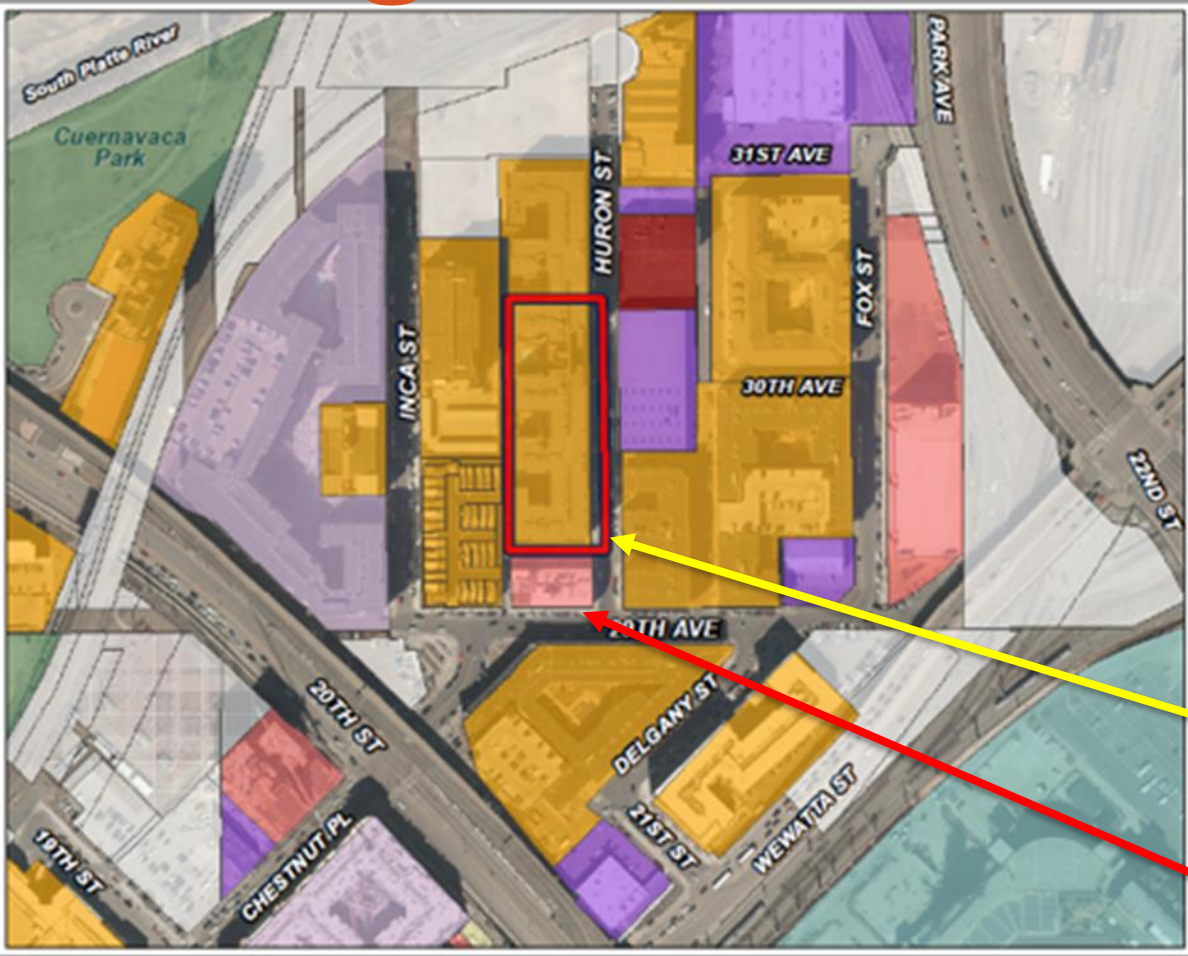 South Platte River
Cuernavaca
Park
PARK AVE
31ST AVE
HURON ST
FOX ST
INCA ST
30TH AVE
22ND ST
29TH AVE
20TH ST
DELGANY ST
21ST ST
WEWATTA ST
CHESTNUT PL
19TH ST